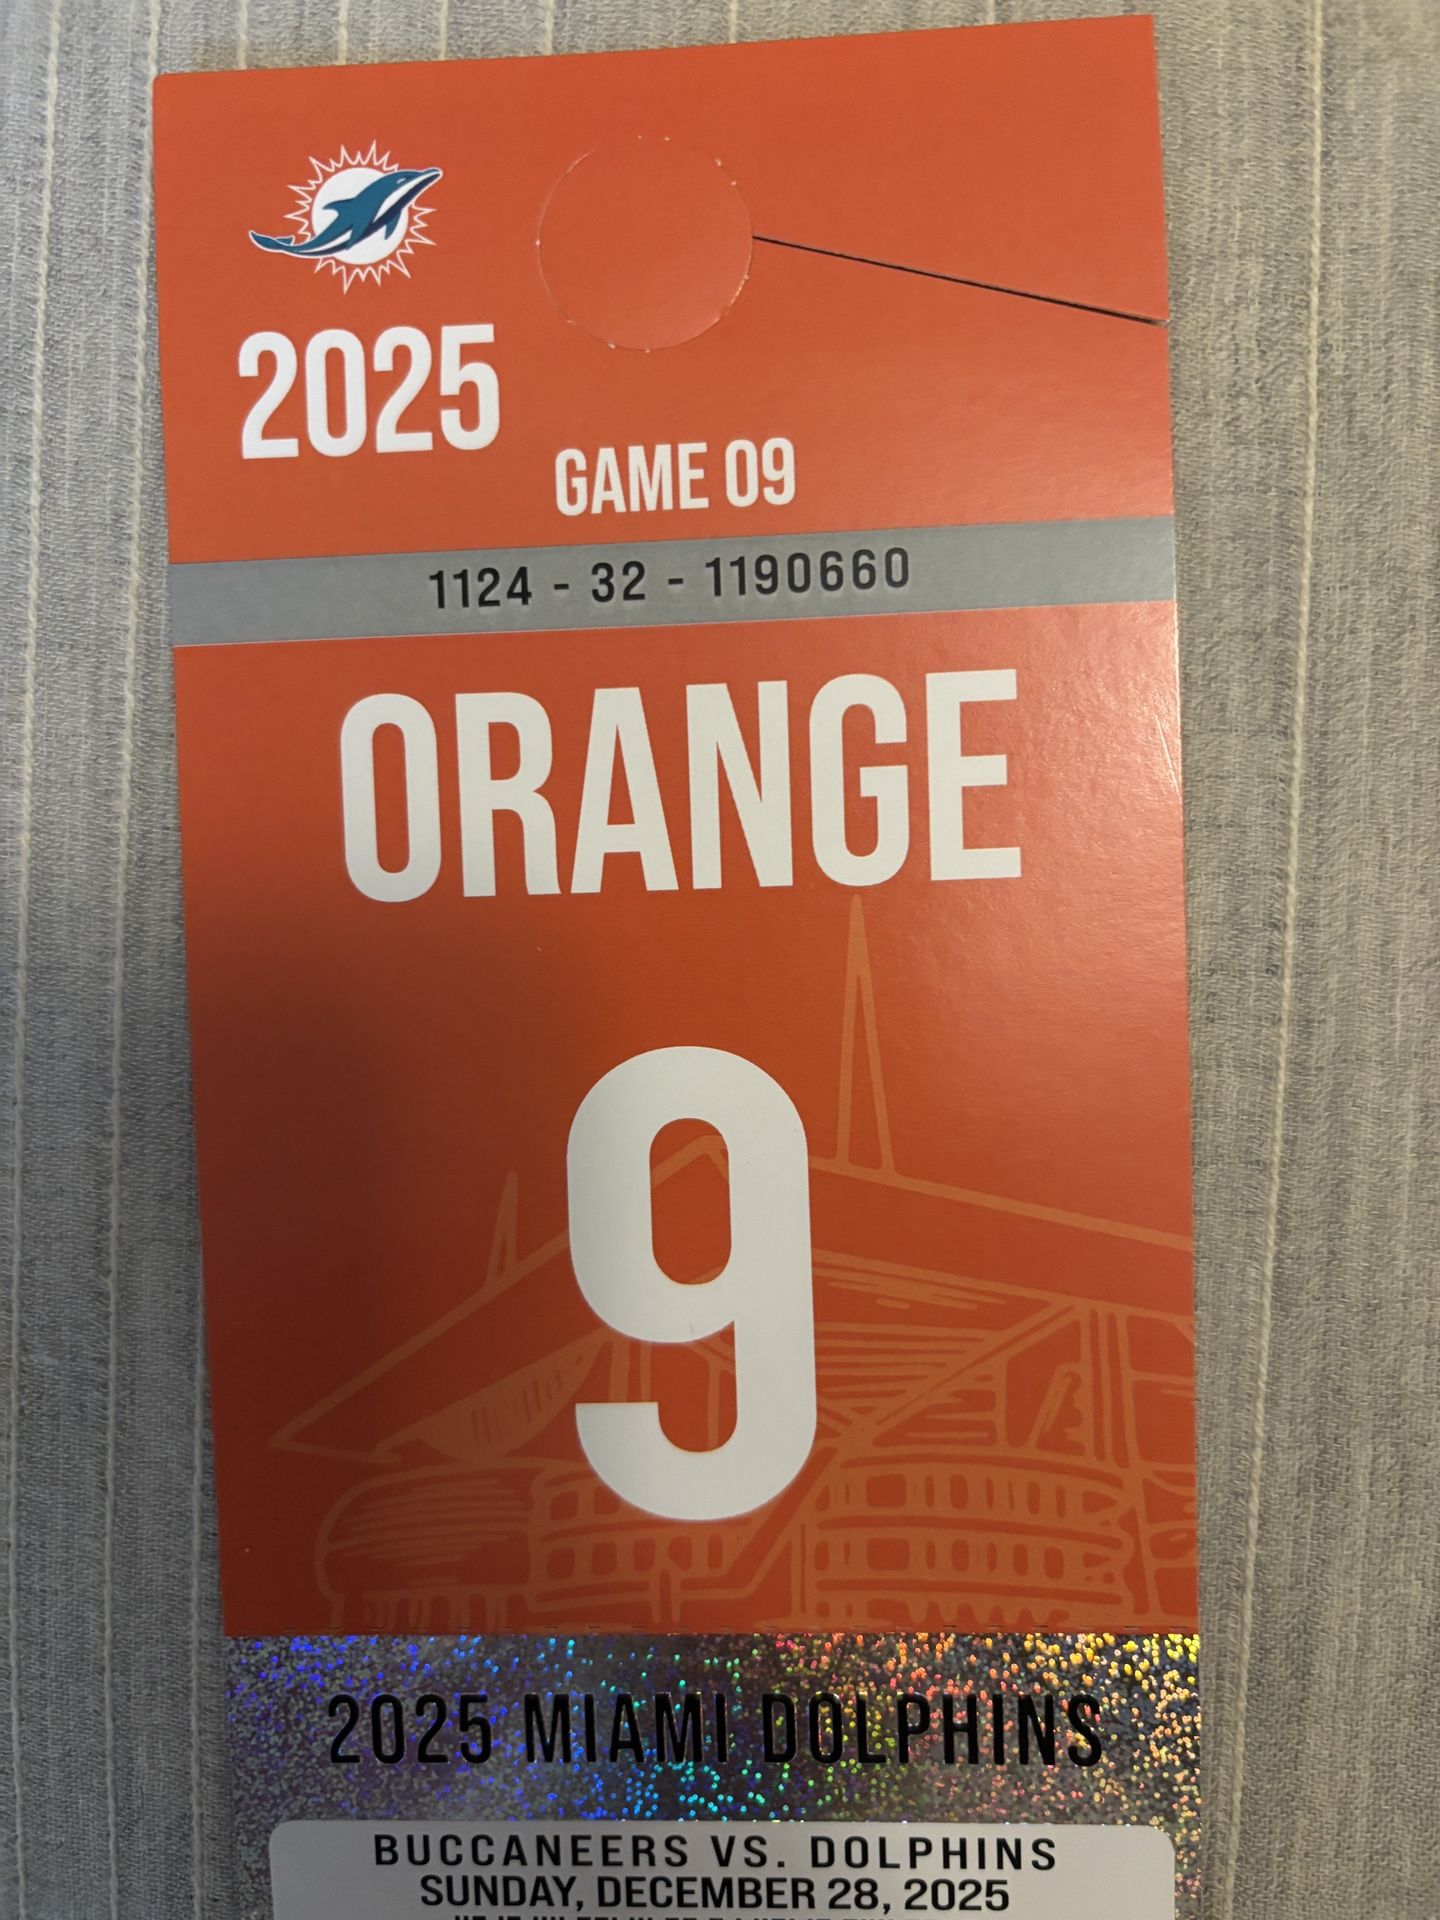 2025
GAME 09
1124 - 32 - 1190660
ORANGE
9
2025 MIAMI DOLPHINS
BUCCANEERS VS. DOLPHINS
SUNDAY, DECEMBER 28, 2025